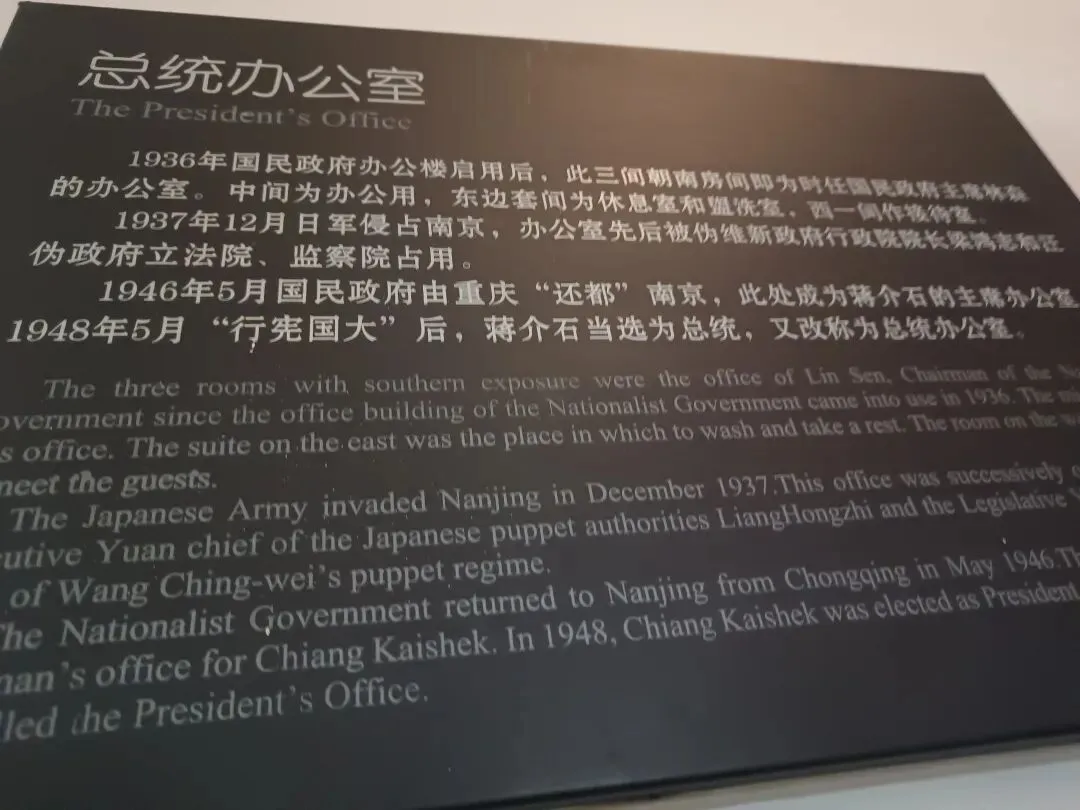 总统办公室
The President's Office
1936年国民政府办公楼启用后，此三间朝南房间即为时任国民政府主席林森
的办公室。中间为办公用，东边套间为休息室和盥洗室，西一间作接待室。
1937年12月日军侵占南京，办公室先后被伪维新政府行政院院长梁鸿志和汪
伪政府立法院、监察院占用。
1946年5月国民政府由重庆“还都”南京，此处成为蒋介石的主席办公室
1948年5月“行宪国大”后，蒋介石当选为总统，又改称为总统办公室。
The three rooms with southern exposure were the office of Lin Sen, Chairman of the
overnment since the office building of the Nationalist Government came into use in 1936. The
s office. The suite on the east was the place in which to wash and take a rest. The room on the
meet the guests.
The Japanese Army invaded Nanjing in December 1937.This office was successively
cutive Yuan chief of the Japanese puppet authorities LiangHongzhi and the Legislative
of Wang Ching-wei's puppet regime.
The Nationalist Government returned to Nanjing from Chongqing in May 1946.Th
man's office for Chiang Kaishek. In 1948, Chiang Kaishek was elected as President
lled the President's Office.